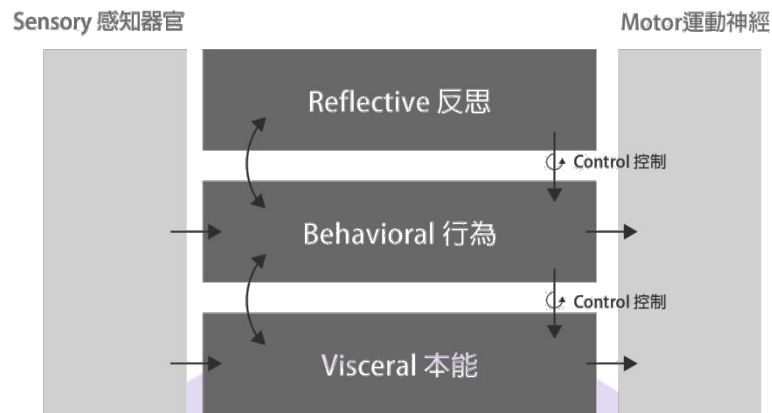 Sensory 感知器官
Motor運動神經
Reflective 反思
Control 控制
Behavioral 行為
Control 控制
Visceral 本能